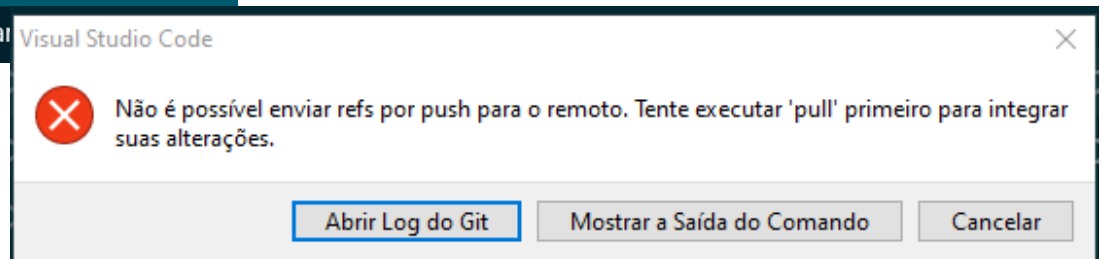 Visual Studio Code
Não é possível enviar refs por push para o remoto. Tente executar 'pull' primeiro para integrar
suas alterações.
Abrir Log do Git
Mostrar a Saída do Comando
Cancelar